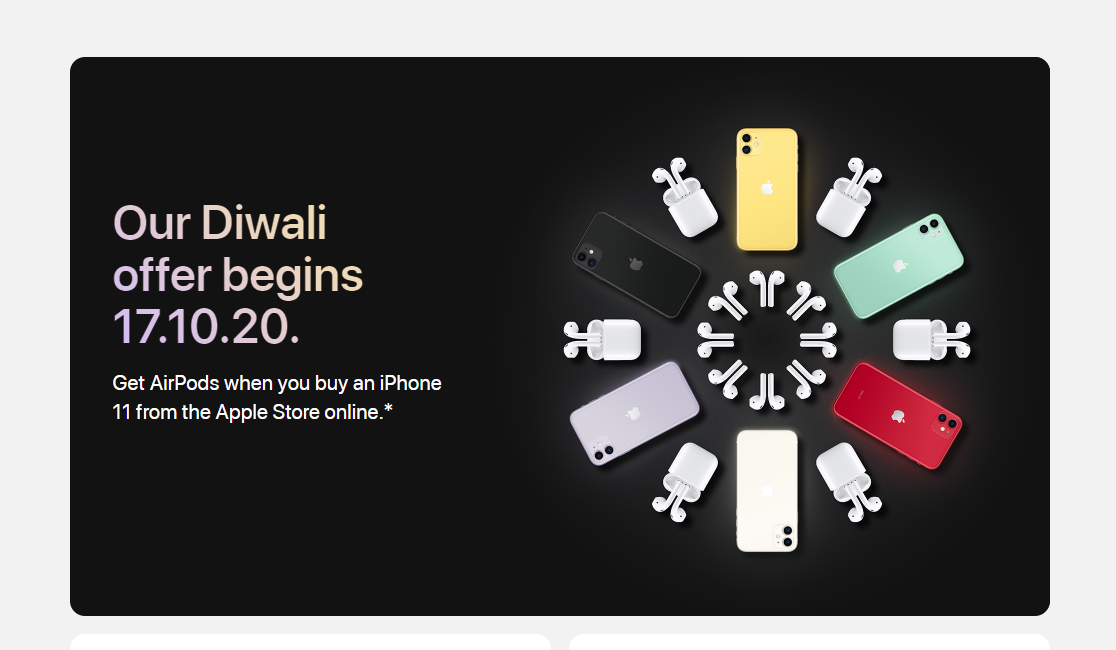 Our Diwali
offer begins
17.10.20.
Get AirPods when you buy an iPhone
11 from the Apple Store online.*